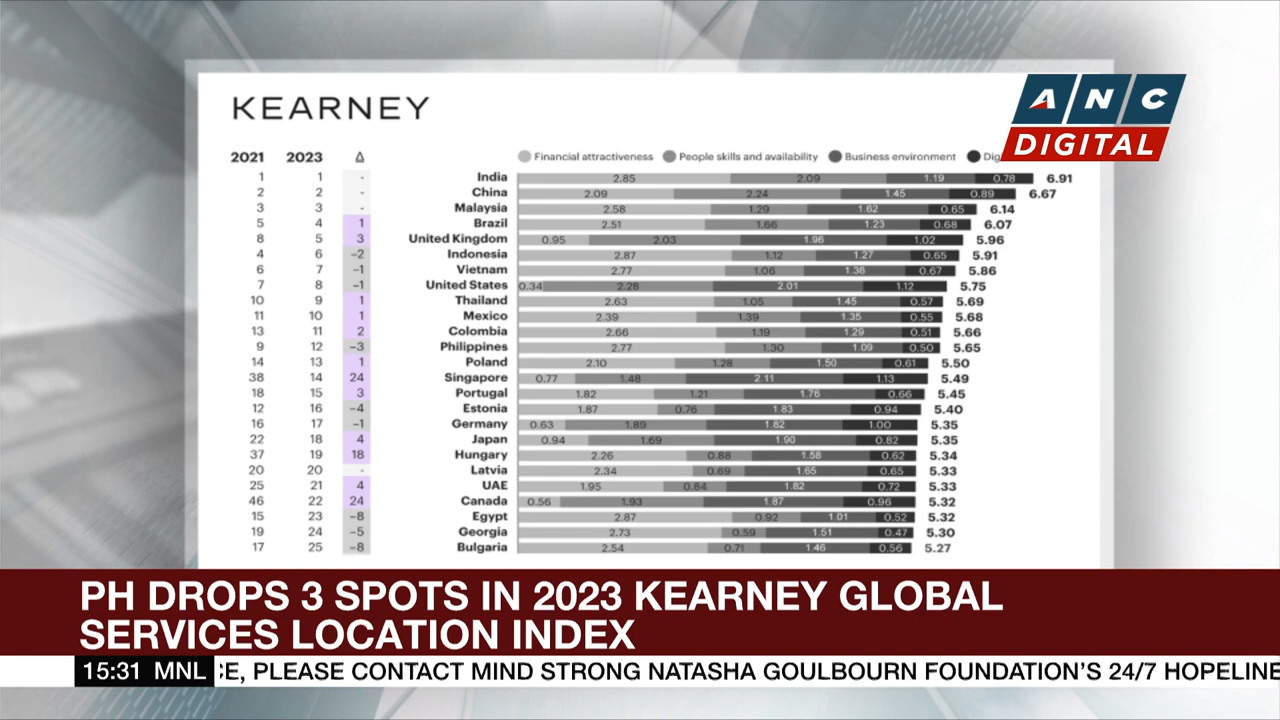 KEARNEY
ANC
DIGITAL
2021 2023 Δ Financial attractiveness People skills and availability Business environment
1 1 - India 2.85 2.09 1.19 0.78 6.91
2 2 - China 2.09 2.24 1.45 0.89 6.67
3 3 - Malaysia 2.58 1.29 1.62 0.65 6.14
5 4 1 Brazil 2.51 1.66 1.23 0.68 6.07
8 5 3 United Kingdom 0.95 2.03 1.96 1.02 5.96
4 6 –2 Indonesia 2.87 1.12 1.27 0.65 5.91
6 7 –1 Vietnam 2.77 1.06 1.36 0.67 5.86
7 8 –1 United States 0.34 2.28 2.01 1.12 5.75
10 9 1 Thailand 2.63 1.05 1.45 0.57 5.69
11 10 1 Mexico 2.39 1.39 1.35 0.55 5.68
13 11 2 Colombia 2.66 1.19 1.29 0.51 5.66
9 12 –3 Philippines 2.77 1.30 1.09 0.50 5.65
14 13 1 Poland 2.10 1.28 1.50 0.61 5.50
38 14 24 Singapore 0.77 1.48 2.11 1.13 5.49
18 15 3 Portugal 1.82 1.21 1.76 0.66 5.45
12 16 –4 Estonia 1.87 0.76 1.83 0.94 5.40
16 17 –1 Germany 0.63 1.89 1.82 1.00 5.35
22 18 4 Japan 0.94 1.69 1.90 0.82 5.35
37 19 18 Hungary 2.26 0.88 1.58 0.62 5.34
20 20 - Latvia 2.34 0.69 1.65 0.65 5.33
25 21 4 UAE 1.95 0.84 1.82 0.72 5.33
46 22 24 Canada 0.56 1.93 1.87 0.96 5.32
15 23 –8 Egypt 2.87 0.92 1.01 0.52 5.32
19 24 –5 Georgia 2.73 0.59 1.51 0.47 5.30
17 25 –8 Bulgaria 2.54 0.71 1.46 0.56 5.27
PH DROPS 3 SPOTS IN 2023 KEARNEY GLOBAL
SERVICES LOCATION INDEX
15:31 MNL CE, PLEASE CONTACT MIND STRONG NATASHA GOULBOURN FOUNDATION'S 24/7 HOPELINE